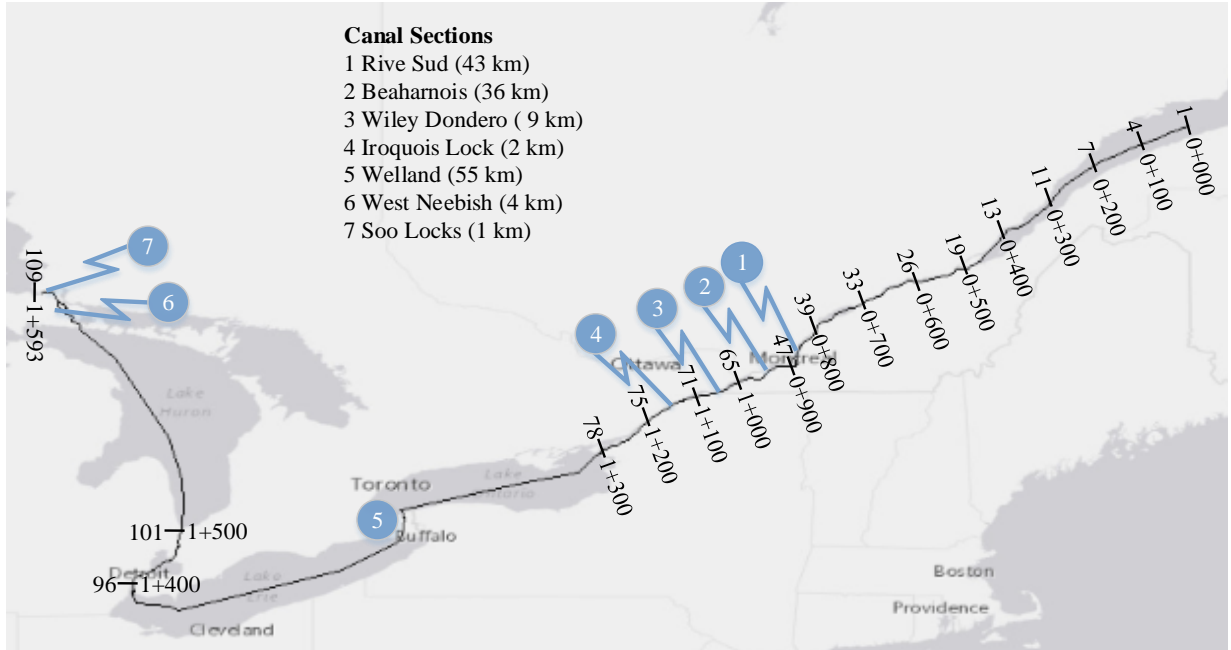 Canal Sections
1 Rive Sud (43 km)
2 Beaharnois (36 km)
3 Wiley Dondero ( 9 km)
4 Iroquois Lock (2 km)
5 Welland (55 km)
6 West Neebish (4 km)
7 Soo Locks (1 km)
1 0+000
4 0+100
7 0+200
11 0+300
13 0+400
19 0+500
26 0+600
33 0+700
39 0+800
47 0+900
65 1+000
71 1+100
75 1+200
78 1+300
96 1+400
101 1+500
109 1+593
1
2
3
4
5
6
7
Ottawa
Montreal
Toronto
Buffalo
Detroit
Cleveland
Boston
Providence
Lake
Huron
Lake
Ontario
Lake
Erie